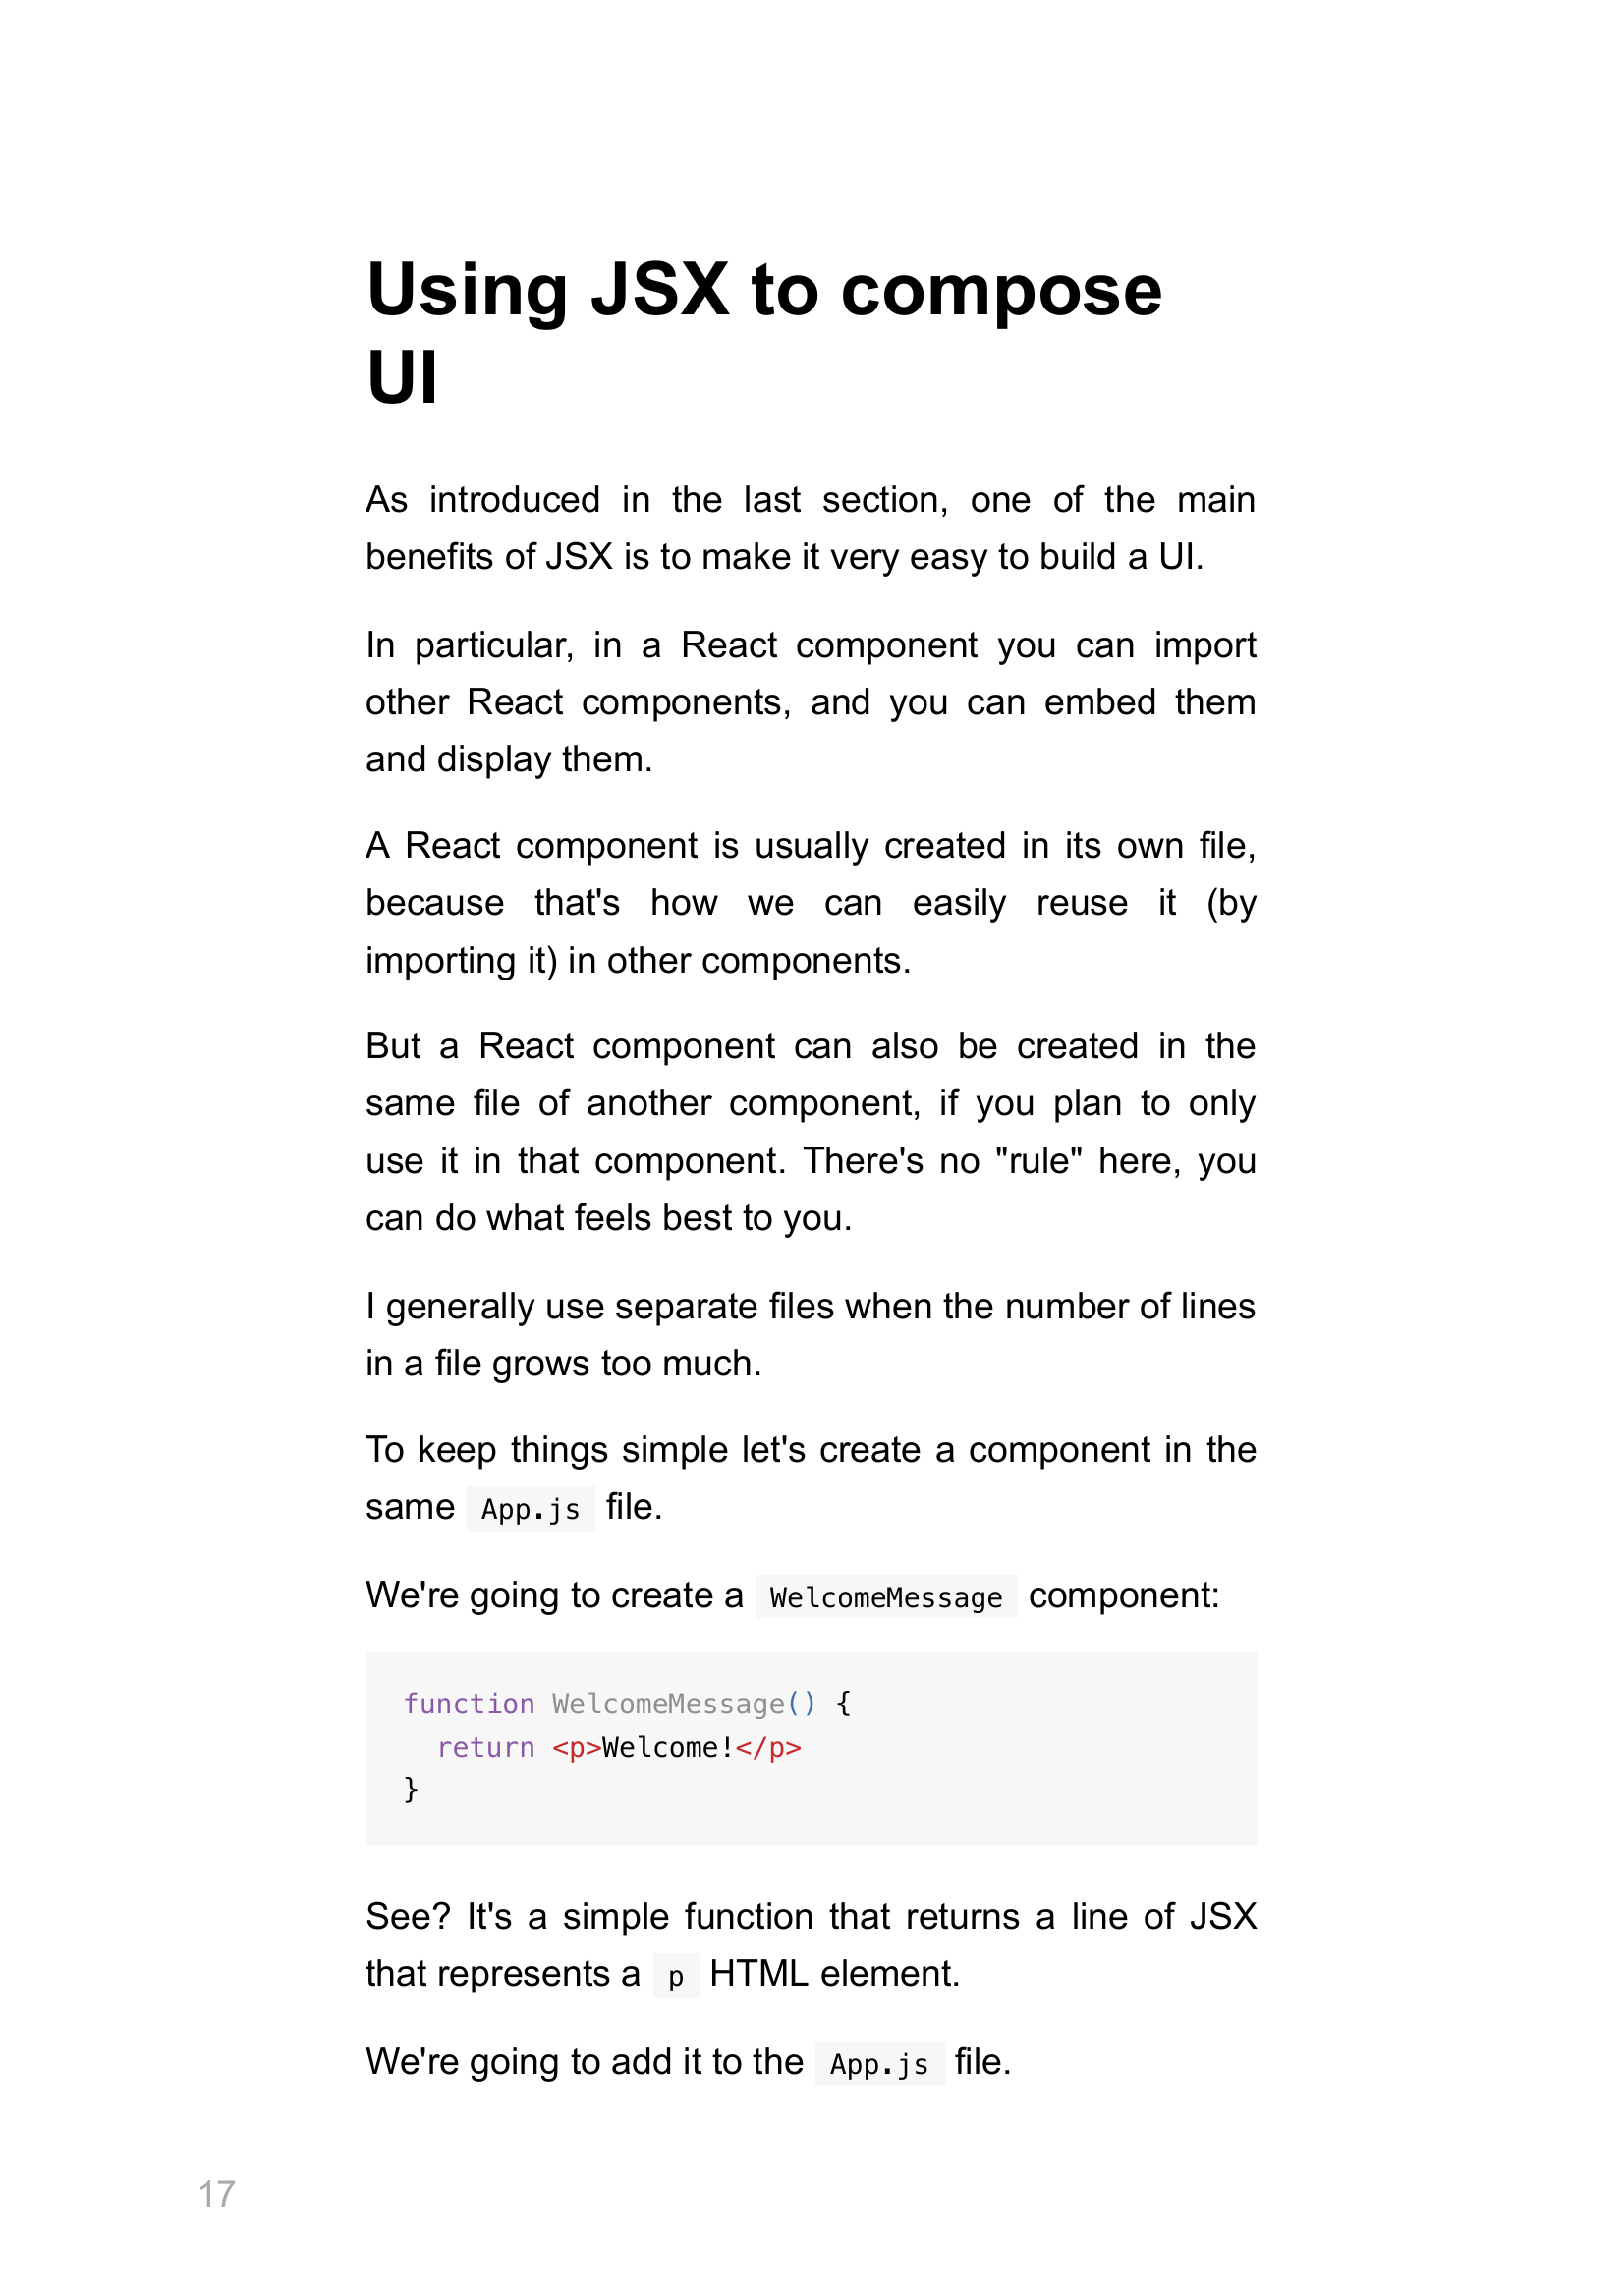 Using JSX to compose
UI
As introduced in the last section, one of the main
benefits of JSX is to make it very easy to build a UI.
In particular, in a React component you can import
other React components, and you can embed them
and display them.
A React component is usually created in its own file,
because that's how we can easily reuse it (by
importing it) in other components.
But a React component can also be created in the
same file of another component, if you plan to only
use it in that component. There's no "rule" here, you
can do what feels best to you.
I generally use separate files when the number of lines
in a file grows too much.
To keep things simple let's create a component in the
same App.js file.
We're going to create a WelcomeMessage component:
function WelcomeMessage() {
  return <p>Welcome!</p>
}
See? It's a simple function that returns a line of JSX
that represents a p HTML element.
We're going to add it to the App.js file.
17